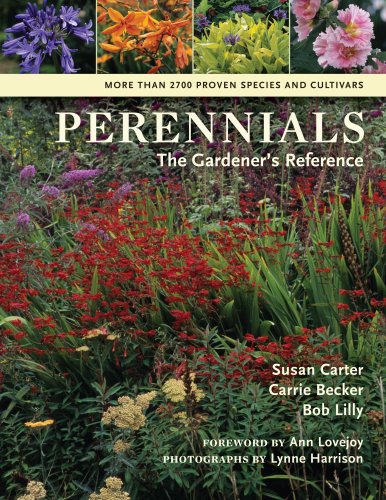 MORE THAN 2700 PROVEN SPECIES AND CULTIVARS
PERENNIALS
The Gardener's Reference
Susan Carter
Carrie Becker
Bob Lilly
FOREWORD BY Ann Lovejoy
PHOTOGRAPHS BY Lynne Harrison